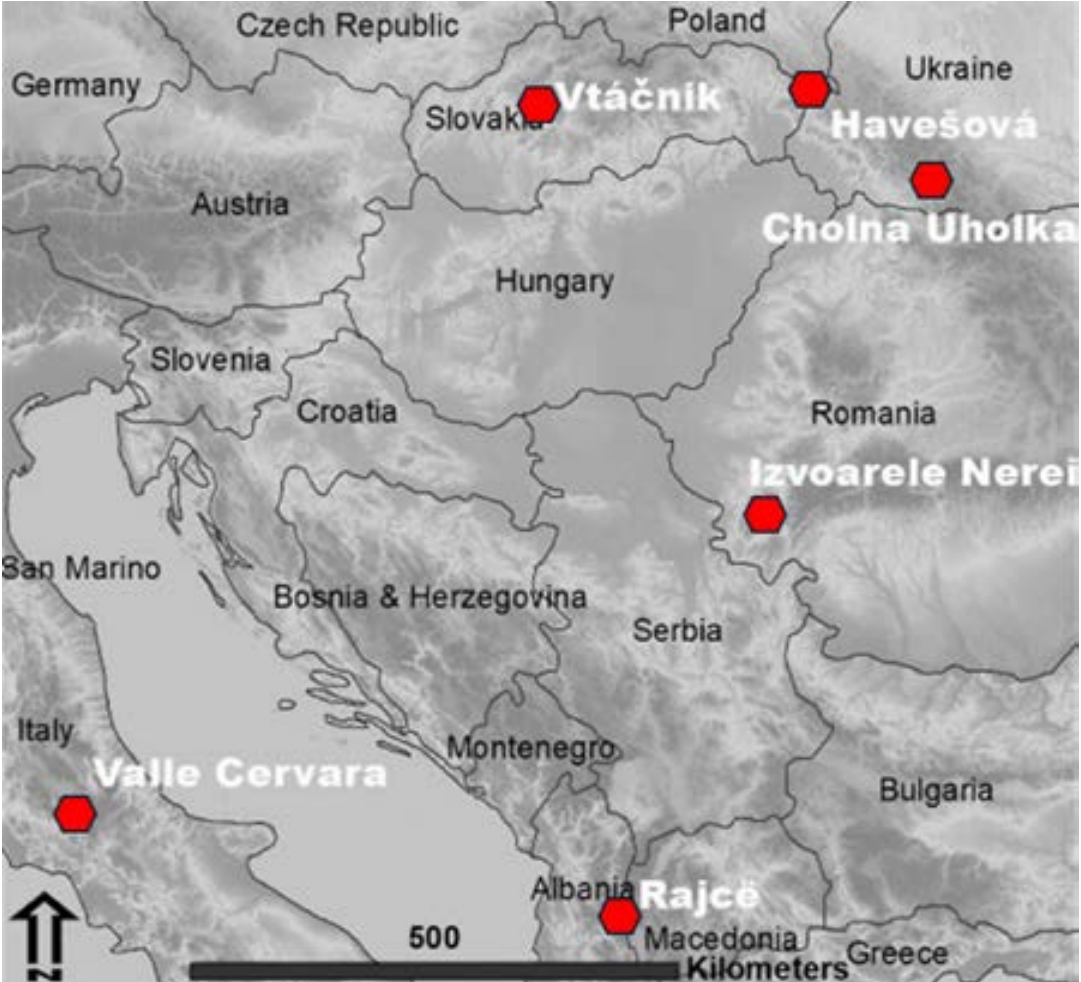 Czech Republic
Poland
Germany
Ukraine
Vtáčnik
Slovakia
Havešová
Austria
Cholna Uholka
Hungary
Slovenia
Croatia
Romania
Izvoarele Nerei
San Marino
Bosnia & Herzegovina
Serbia
Italy
Montenegro
Valle Cervara
Bulgaria
Albania
Rajcë
Macedonia
Greece
500
Kilometers
N